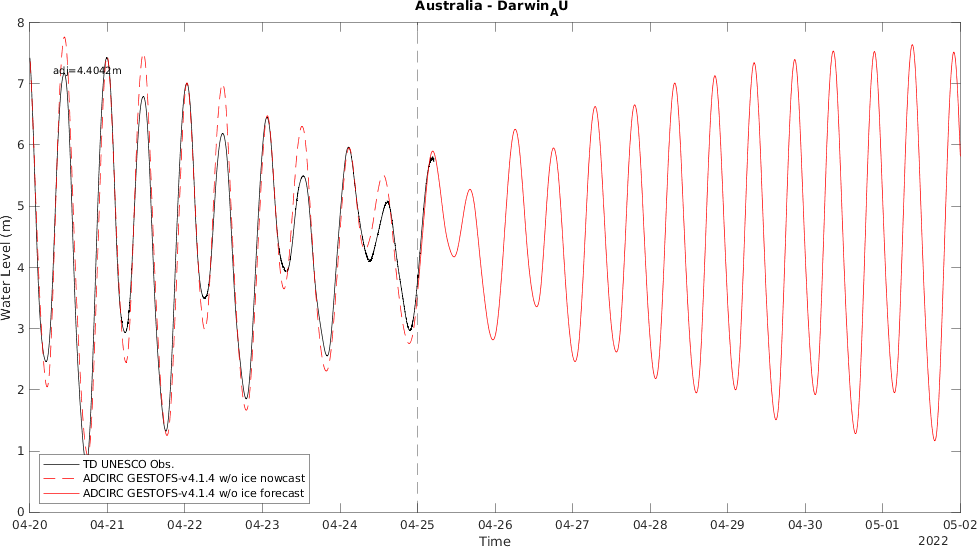 Australia - Darwin_AU
8
7
6
5
4
3
2
1
0
Water Level (m)
adj=4.4042m
TD UNESCO Obs.
ADCIRC GESTOFS-v4.1.4 w/o ice nowcast
ADCIRC GESTOFS-v4.1.4 w/o ice forecast
04-20 04-21 04-22 04-23 04-24 04-25 04-26 04-27 04-28 04-29 04-30 05-01 05-02
Time
2022